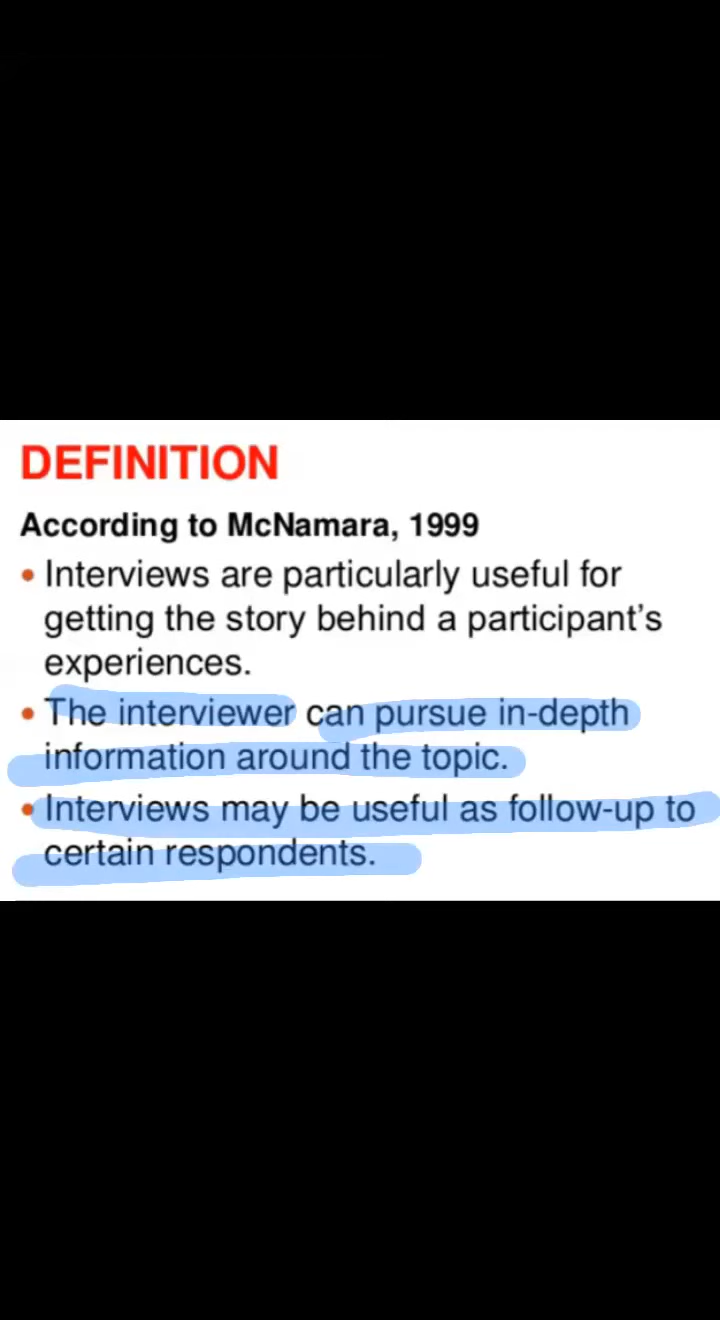 DEFINITION
According to McNamara, 1999
• Interviews are particularly useful for
getting the story behind a participant's
experiences.
• The interviewer can pursue in-depth
information around the topic.
• Interviews may be useful as follow-up to
certain respondents.